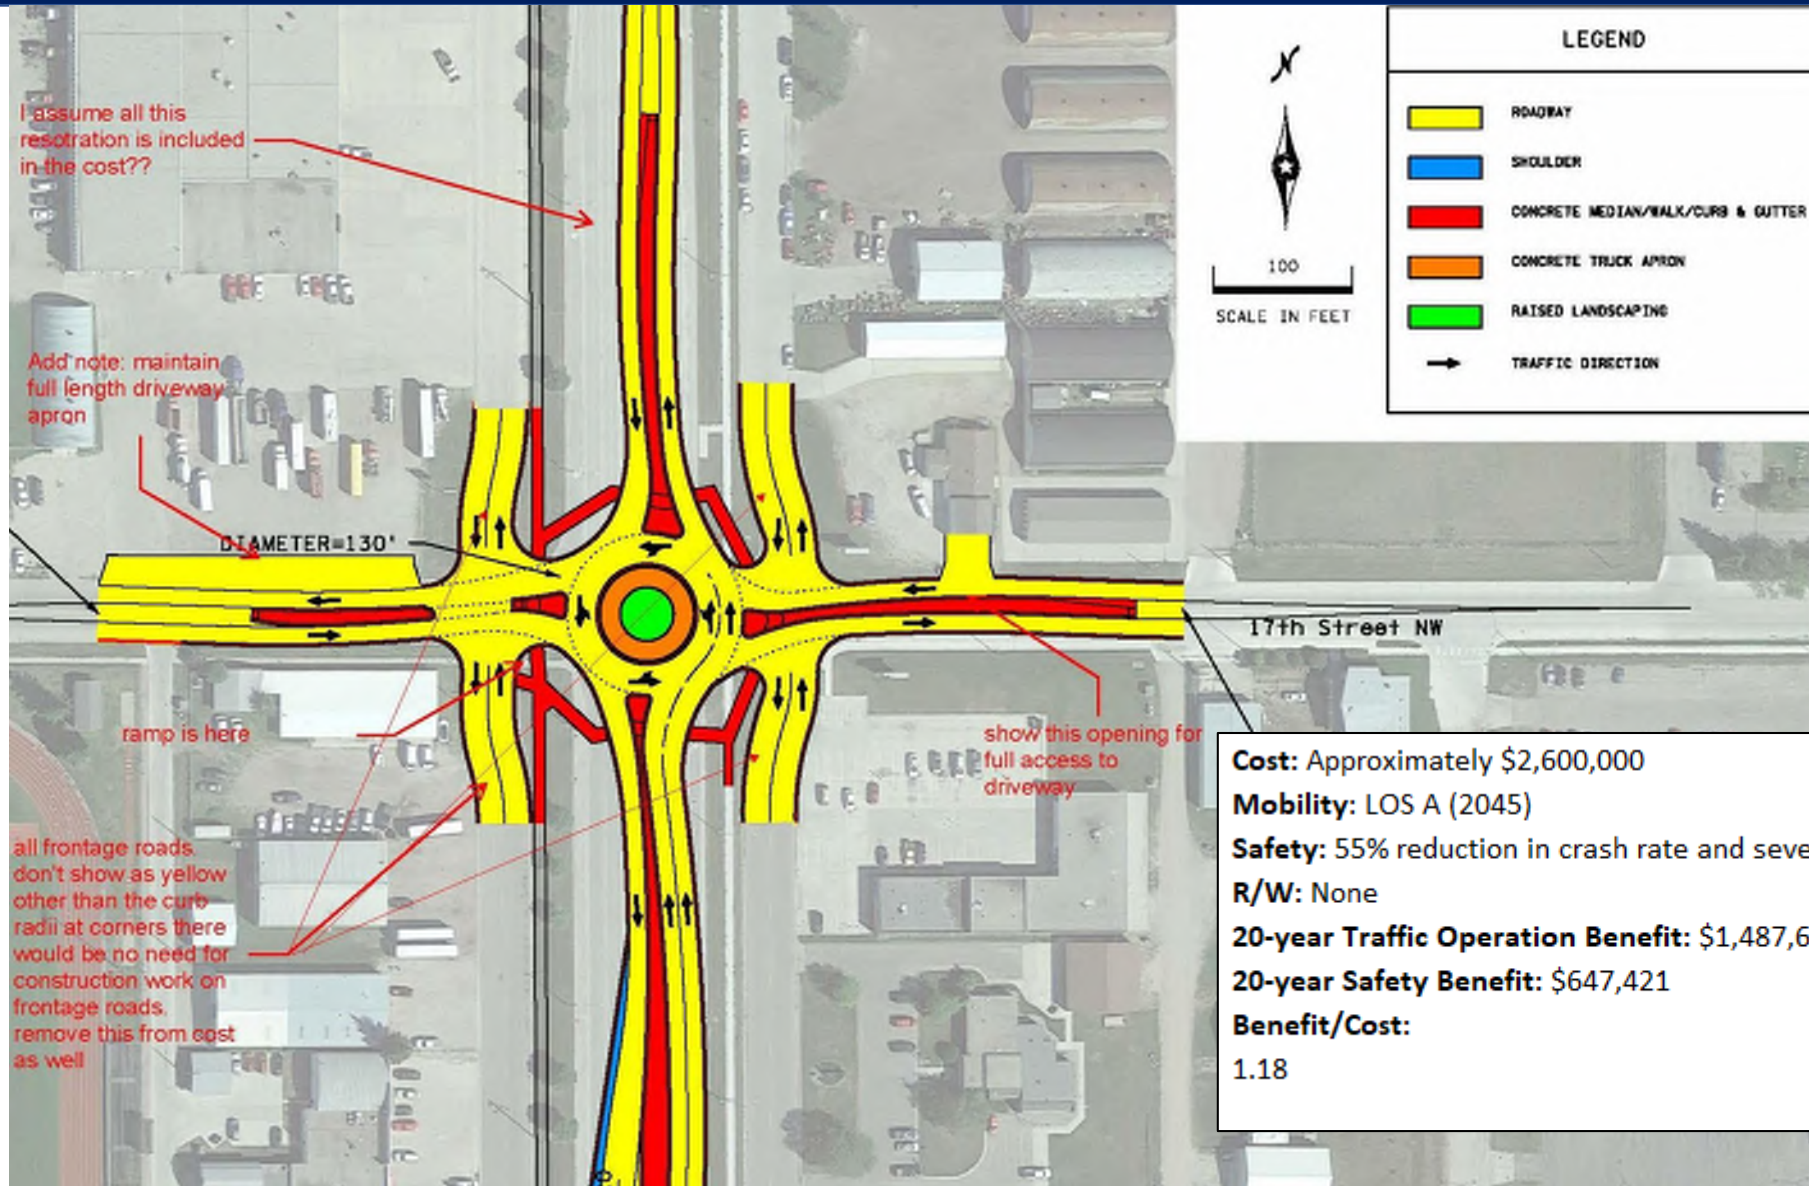 I assume all this
resotration is included
in the cost??
Add note: maintain
full length driveway
apron
DIAMETER=130'
ramp is here
all frontage roads.
don't show as yellow
other than the curb
radii at corners there
would be no need for
construction work on
frontage roads.
remove this from cost
as well
show this opening for
full access to
driveway
17th Street NW
N
100
SCALE IN FEET
LEGEND
ROADWAY
SHOULDER
CONCRETE MEDIAN/WALK/CURB & GUTTER
CONCRETE TRUCK APRON
RAISED LANDSCAPING
TRAFFIC DIRECTION
Cost: Approximately $2,600,000
Mobility: LOS A (2045)
Safety: 55% reduction in crash rate and seve
R/W: None
20-year Traffic Operation Benefit: $1,487,6
20-year Safety Benefit: $647,421
Benefit/Cost:
1.18